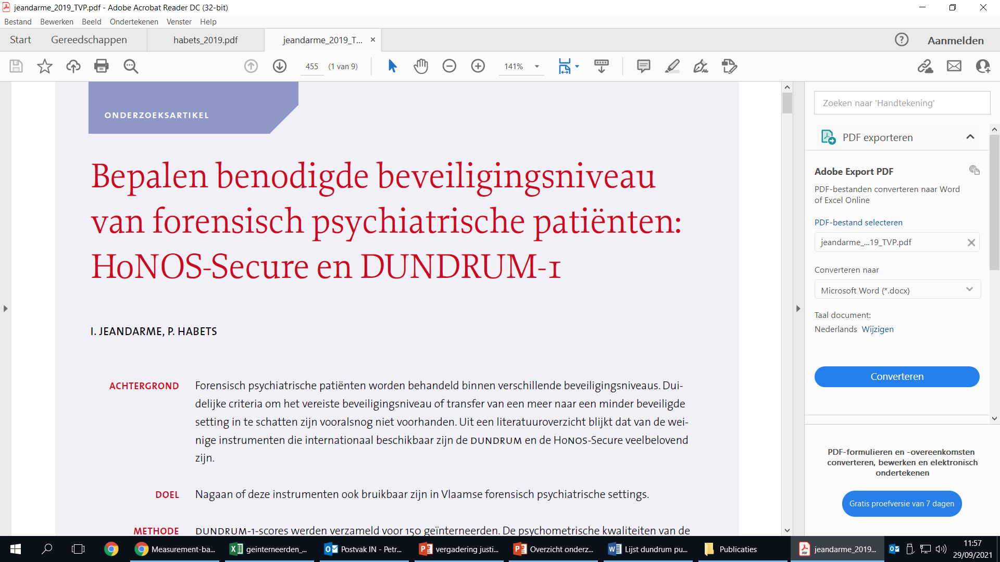 jeandarme_2019_TVP.pdf - Adobe Acrobat Reader DC (32-bit)
Bestand Bewerken Beeld Ondertekenen Venster Help
Start Gereedschappen habets_2019.pdf jeandarme_2019_T... Aanmelden
455 (1 van 9) 141%
ONDERZOEKSARTIKEL
Bepalen benodigde beveiligingsniveau
van forensisch psychiatrische patiënten:
HoNOS-Secure en DUNDRUM-1
I. JEANDARME, P. HABETS
ACHTERGROND Forensisch psychiatrische patiënten worden behandeld binnen verschillende beveiligingsniveaus. Dui-
delijke criteria om het vereiste beveiligingsniveau of transfer van een meer naar een minder beveiligde
setting in te schatten zijn vooralsnog niet voorhanden. Uit een literatuuroverzicht blijkt dat van de wei-
nige instrumenten die internationaal beschikbaar zijn de DUNDRUM en de HoNOS-Secure veelbelovend
zijn.
DOEL Nagaan of deze instrumenten ook bruikbaar zijn in Vlaamse forensisch psychiatrische settings.
METHODE DUNDRUM-1-scores werden verzameld voor 150 geïnterneerden. De psychometrische kwaliteiten van de
Zoeken naar 'Handtekening'
PDF exporteren
Adobe Export PDF
PDF-bestanden converteren naar Word
of Excel Online
PDF-bestand selecteren
jeandarme_...19_TVP.pdf
Converteren naar
Microsoft Word (*.docx)
Taal document:
Nederlands Wijzigen
Converteren
PDF-formulieren en -overeenkomsten
converteren, bewerken en elektronisch
ondertekenen
Gratis proefversie van 7 dagen
Measurement-ba... geinterneerden_... Postvak IN - Petr... vergadering justi... Overzicht onderz... Lijst dundrum pu... Publicaties jeandarme_2019... 11:57
29/09/2021